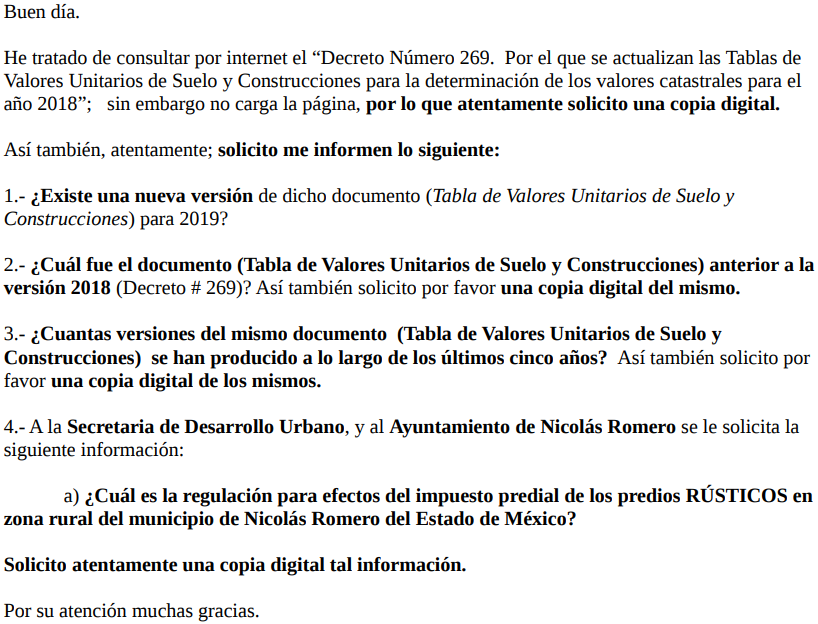 Buen día.
He tratado de consultar por internet el “Decreto Número 269.  Por el que se actualizan las Tablas de
Valores Unitarios de Suelo y Construcciones para la determinación de los valores catastrales para el
año 2018”;   sin embargo no carga la página, por lo que atentamente solicito una copia digital.
Así también, atentamente; solicito me informen lo siguiente:
1.- ¿Existe una nueva versión de dicho documento (Tabla de Valores Unitarios de Suelo y
Construcciones) para 2019?
2.- ¿Cuál fue el documento (Tabla de Valores Unitarios de Suelo y Construcciones) anterior a la
versión 2018 (Decreto # 269)? Así también solicito por favor una copia digital del mismo.
3.- ¿Cuantas versiones del mismo documento  (Tabla de Valores Unitarios de Suelo y
Construcciones)  se han producido a lo largo de los últimos cinco años?  Así también solicito por
favor una copia digital de los mismos.
4.- A la Secretaria de Desarrollo Urbano, y al Ayuntamiento de Nicolás Romero se le solicita la
siguiente información:
a) ¿Cuál es la regulación para efectos del impuesto predial de los predios RÚSTICOS en
zona rural del municipio de Nicolás Romero del Estado de México?
Solicito atentamente una copia digital tal información.
Por su atención muchas gracias.